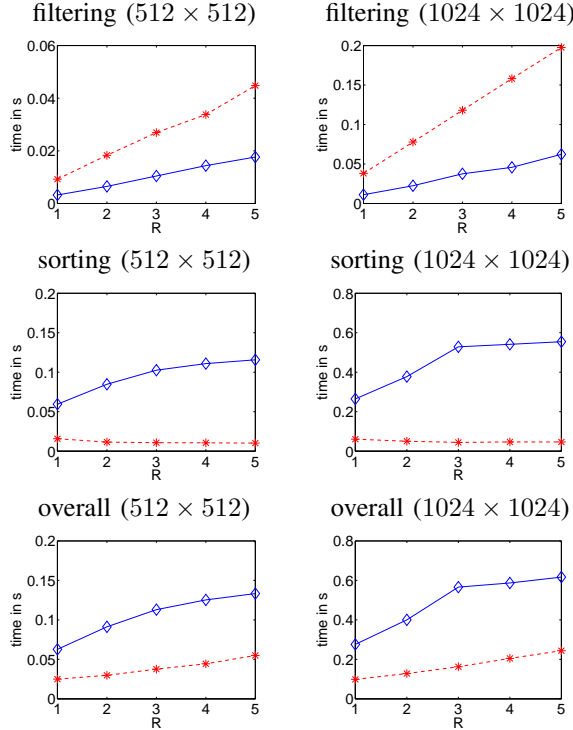 filtering (512 × 512)
time in s
0.06
0.04
0.02
0
1 2 3 4 5
R
filtering (1024 × 1024)
time in s
0.2
0.15
0.1
0.05
0
1 2 3 4 5
R
sorting (512 × 512)
time in s
0.2
0.15
0.1
0.05
0
1 2 3 4 5
R
sorting (1024 × 1024)
time in s
0.8
0.6
0.4
0.2
0
1 2 3 4 5
R
overall (512 × 512)
time in s
0.2
0.15
0.1
0.05
0
1 2 3 4 5
R
overall (1024 × 1024)
time in s
0.8
0.6
0.4
0.2
0
1 2 3 4 5
R